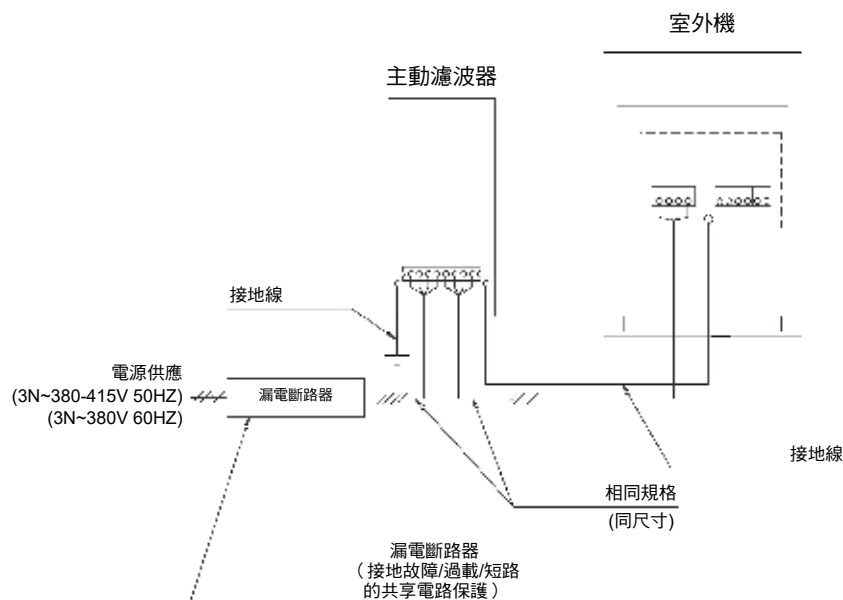 室外機
主動濾波器
接地線
電源供應
(3N~380-415V 50HZ)
(3N~380V 60HZ)
漏電斷路器
接地線
相同規格
(同尺寸)
漏電斷路器
（接地故障/過載/短路
的共享電路保護）